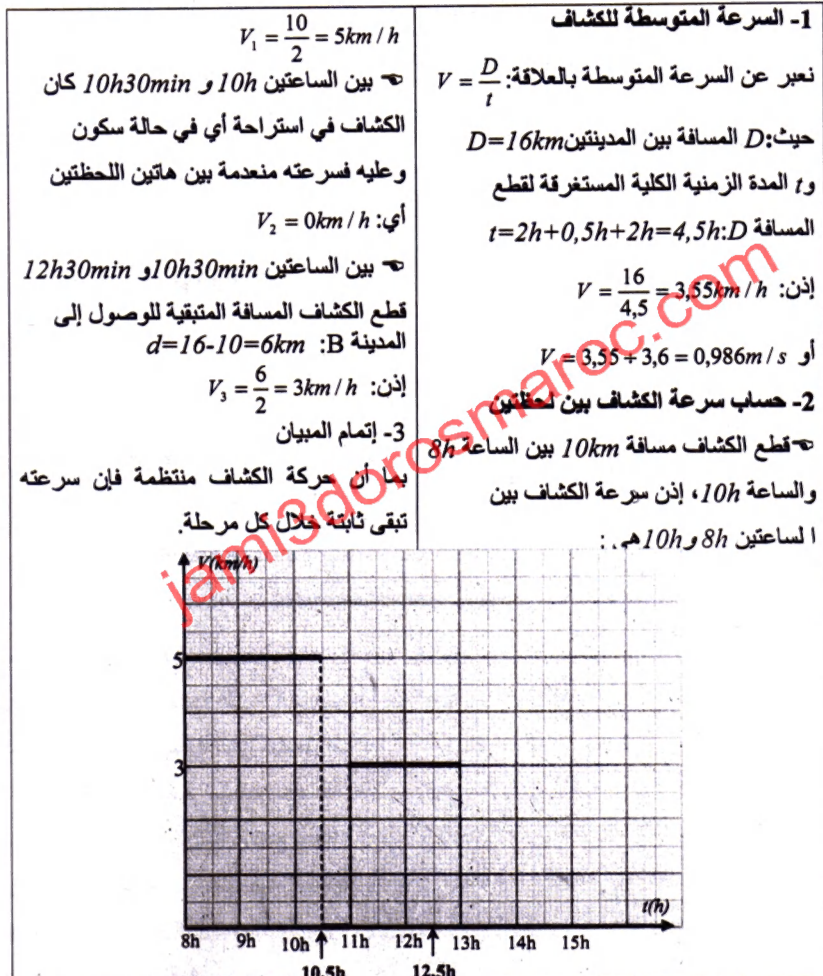 1- السرعة المتوسطة للكشاف
نعبر عن السرعة المتوسطة بالعلاقة: V = D/t
حيث: D المسافة بين المدينتين D=16km
و t المدة الزمنية الكلية المستغرقة لقطع
المسافة D: t=2h+0,5h+2h=4,5h
إذن: V = 16/4,5 = 3,55km / h
أو V = 3,55 ÷ 3,6 = 0,986m / s
2- حساب سرعة الكشاف بين لحظتين
☜ قطع الكشاف مسافة 10km بين الساعة 8h
والساعة 10h، إذن سرعة الكشاف بين
الساعتين 8h و 10h هي :
V₁ = 10/2 = 5km / h
☜ بين الساعتين 10h و 10h30min كان
الكشاف في استراحة أي في حالة سكون
وعليه فسرعته منعدمة بين هاتين اللحظتين
أي: V₂ = 0km / h
☜ بين الساعتين 10h30min و 12h30min
قطع الكشاف المسافة المتبقية للوصول إلى
المدينة B: d=16-10=6km
إذن: V₃ = 6/2 = 3km / h
3- إتمام المبيان
بما أن حركة الكشاف منتظمة فإن سرعته
تبقى ثابتة خلال كل مرحلة.
jami3dorosmaroc.com
V(km/h)
5
3
t(h)
8h 9h 10h 11h 12h 13h 14h 15h
10,5h 12,5h